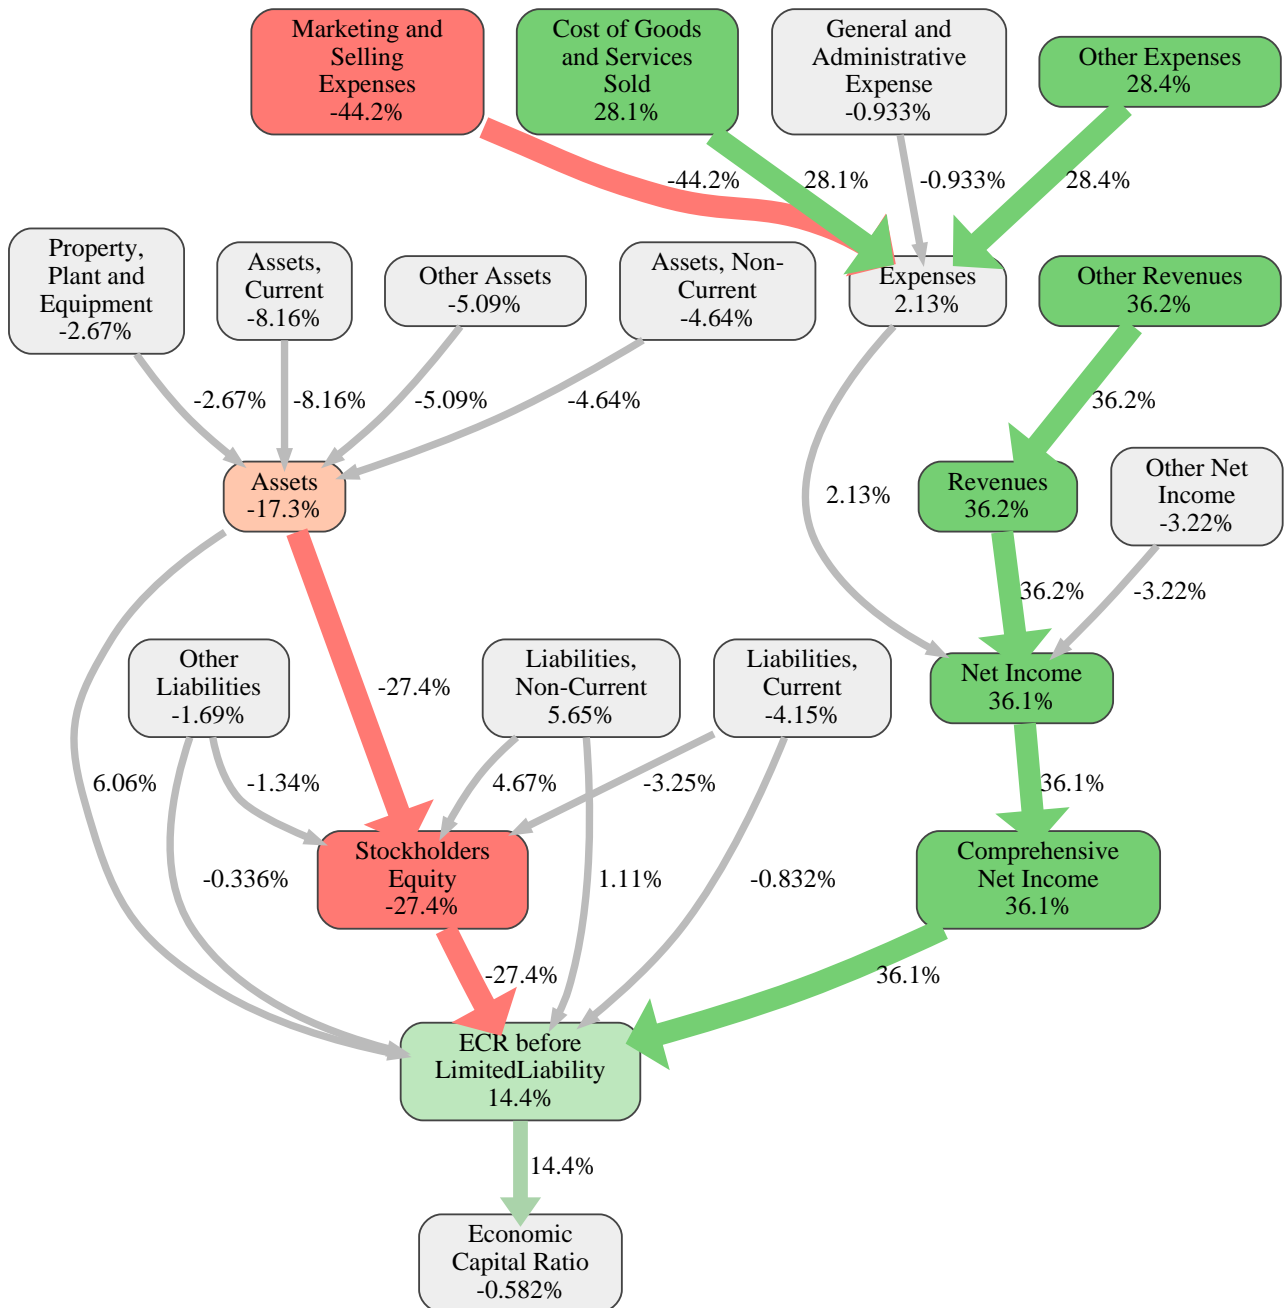 Marketing and
Selling
Expenses
-44.2%
Cost of Goods
and Services
Sold
28.1%
General and
Administrative
Expense
-0.933%
Other Expenses
28.4%
-44.2%
28.1%
-0.933%
28.4%
Property,
Plant and
Equipment
-2.67%
Assets,
Current
-8.16%
Other Assets
-5.09%
Assets, Non-
Current
-4.64%
Expenses
2.13%
Other Revenues
36.2%
-2.67%
-8.16%
-5.09%
-4.64%
36.2%
Assets
-17.3%
2.13%
Revenues
36.2%
Other Net
Income
-3.22%
36.2%
-3.22%
Other
Liabilities
-1.69%
-27.4%
Liabilities,
Non-Current
5.65%
Liabilities,
Current
-4.15%
Net Income
36.1%
6.06%
-1.34%
4.67%
-3.25%
36.1%
Stockholders
Equity
-27.4%
-0.336%
1.11%
-0.832%
Comprehensive
Net Income
36.1%
-27.4%
36.1%
ECR before
LimitedLiability
14.4%
14.4%
Economic
Capital Ratio
-0.582%